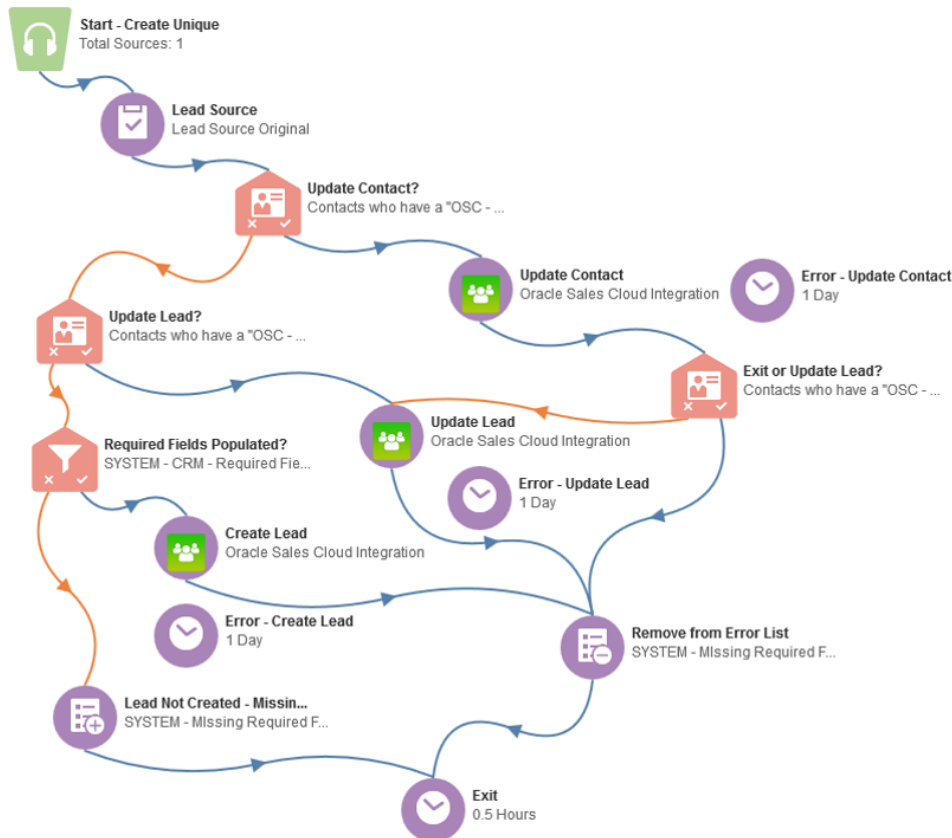 Start - Create Unique
Total Sources: 1
Lead Source
Lead Source Original
Update Contact?
Contacts who have a "OSC - ...
Update Contact
Oracle Sales Cloud Integration
Error - Update Contact
1 Day
Update Lead?
Contacts who have a "OSC - ...
Exit or Update Lead?
Contacts who have a "OSC - ...
Update Lead
Oracle Sales Cloud Integration
Required Fields Populated?
SYSTEM - CRM - Required Fie...
Error - Update Lead
1 Day
Create Lead
Oracle Sales Cloud Integration
Error - Create Lead
1 Day
Remove from Error List
SYSTEM - MIssing Required F...
Lead Not Created - Missin...
SYSTEM - MIssing Required F...
Exit
0.5 Hours